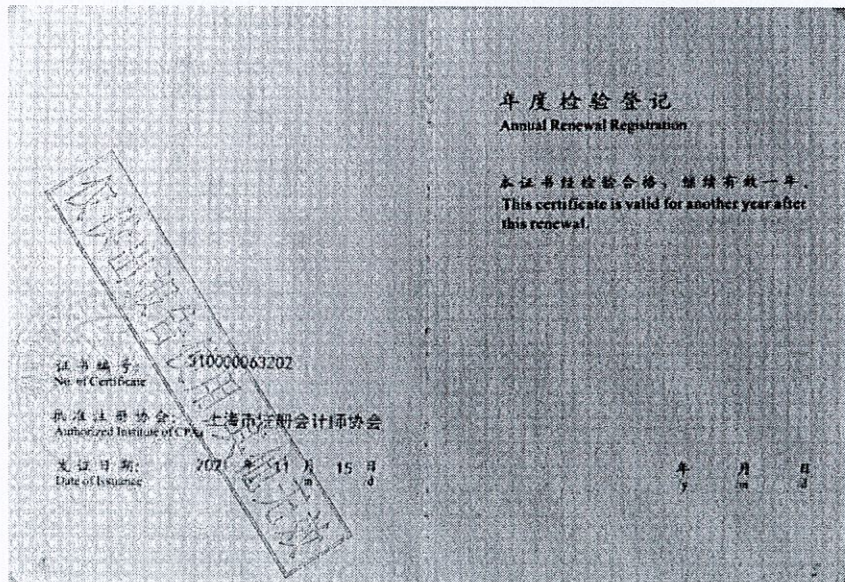 证书编号:
310000063202
No. of Certificate
批准注册协会:
上海市注册会计师协会
Authorized Institute of CPAs
发证日期:
2021 年 11 月 15 日
Date of Issuance
m d
年度检验登记
Annual Renewal Registration
本证书经检验合格，继续有效一年。
This certificate is valid for another year after
this renewal.
年 月 日
y m d